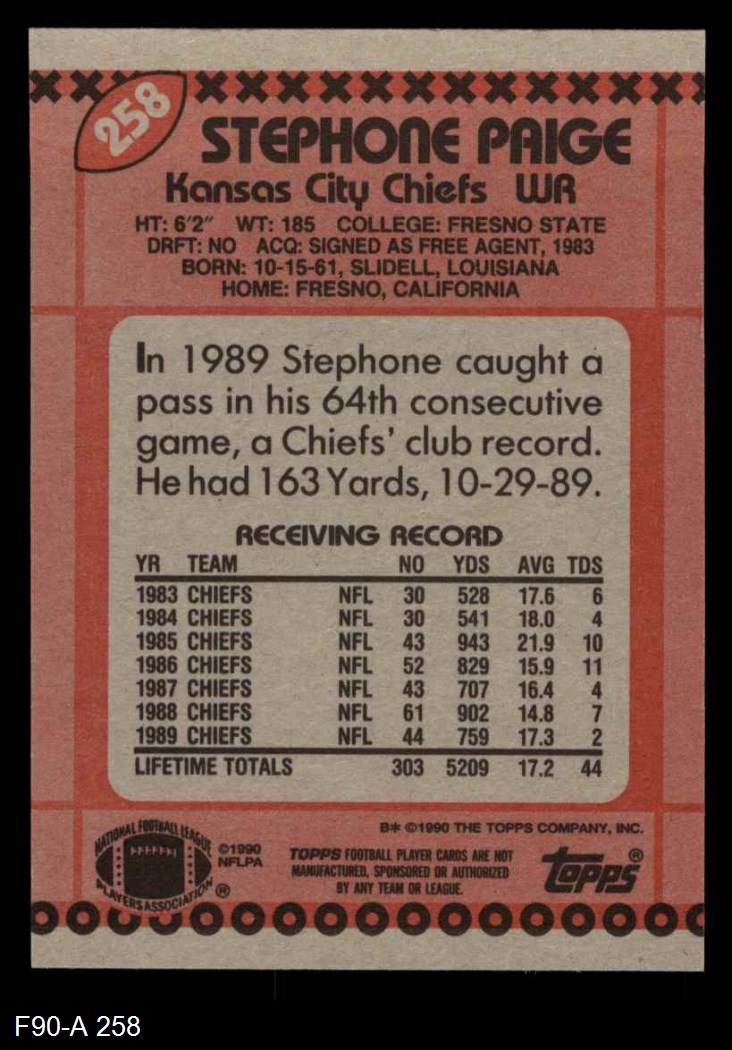 258
STEPHONE PAIGE
Kansas City Chiefs WR
HT: 6'2" WT: 185 COLLEGE: FRESNO STATE
DRFT: NO ACQ: SIGNED AS FREE AGENT, 1983
BORN: 10-15-61, SLIDELL, LOUISIANA
HOME: FRESNO, CALIFORNIA
In 1989 Stephone caught a
pass in his 64th consecutive
game, a Chiefs' club record.
He had 163 Yards, 10-29-89.
RECEIVING RECORD
YR TEAM NO YDS AVG TDS
1983 CHIEFS NFL 30 528 17.6 6
1984 CHIEFS NFL 30 541 18.0 4
1985 CHIEFS NFL 43 943 21.9 10
1986 CHIEFS NFL 52 829 15.9 11
1987 CHIEFS NFL 43 707 16.4 4
1988 CHIEFS NFL 61 902 14.8 7
1989 CHIEFS NFL 44 759 17.3 2
LIFETIME TOTALS 303 5209 17.2 44
B* ©1990 THE TOPPS COMPANY, INC.
NATIONAL FOOTBALL LEAGUE
PLAYERS ASSOCIATION ®
©1990
NFLPA
TOPPS FOOTBALL PLAYER CARDS ARE NOT
MANUFACTURED, SPONSORED OR AUTHORIZED
BY ANY TEAM OR LEAGUE.
topps®
F90-A 258